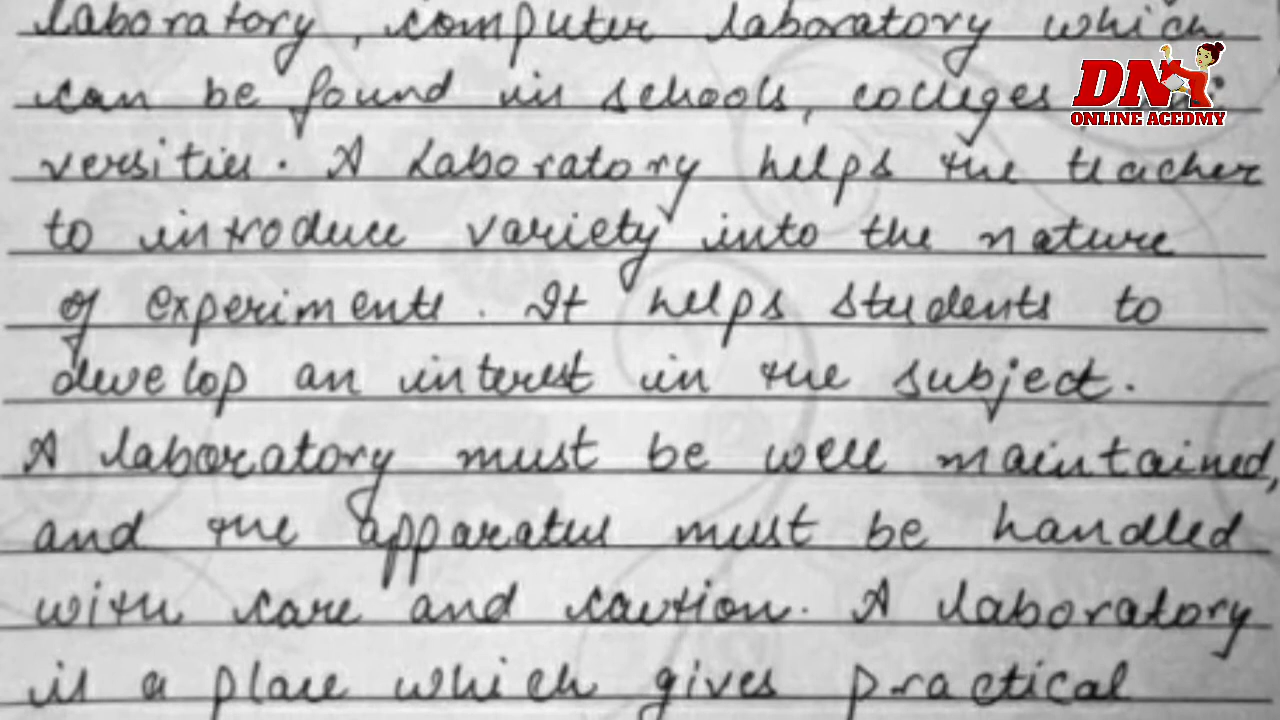 laboratory, computer laboratory which
can be found in schools, colleges
versities. A Laboratory helps the teacher
to introduce variety into the nature
of experiments. It helps students to
develop an interest in the subject.
A laboratory must be well maintained,
and the apparatus must be handled
with care and caution. A laboratory
is a place which gives practical
DN
ONLINE ACEDMY